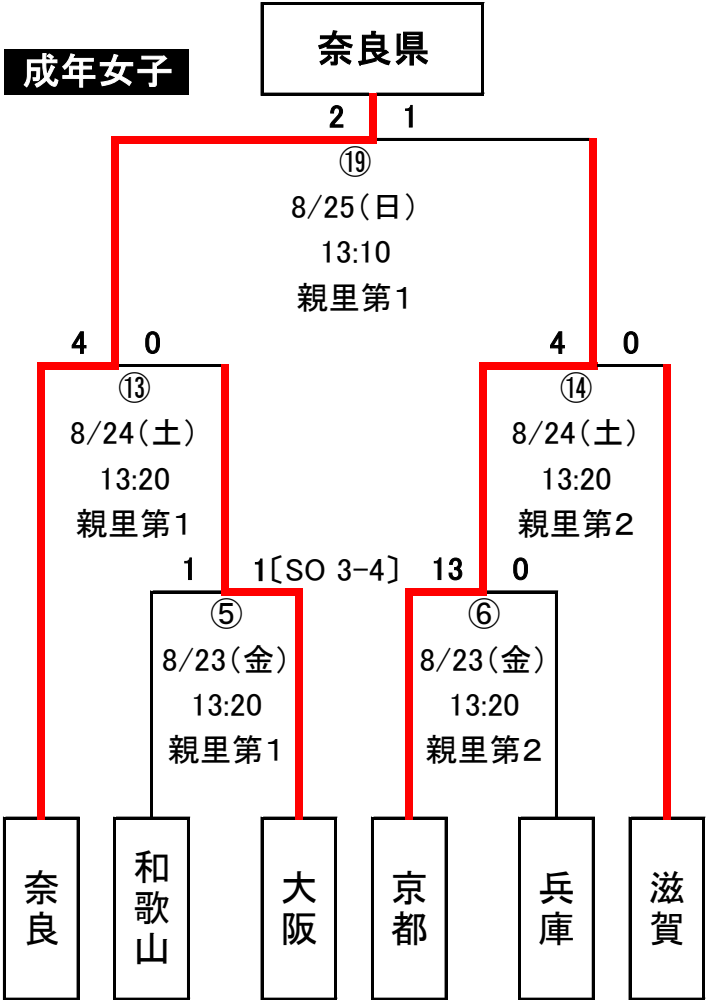 奈良県
成年女子
2 1
⑲
8/25(日)
13:10
親里第1
4 0
4 0
⑬
8/24(土)
13:20
親里第1
⑭
8/24(土)
13:20
親里第2
1 1〔SO 3-4〕
13 0
⑤
8/23(金)
13:20
親里第1
⑥
8/23(金)
13:20
親里第2
奈良
和歌山
大阪
京都
兵庫
滋賀